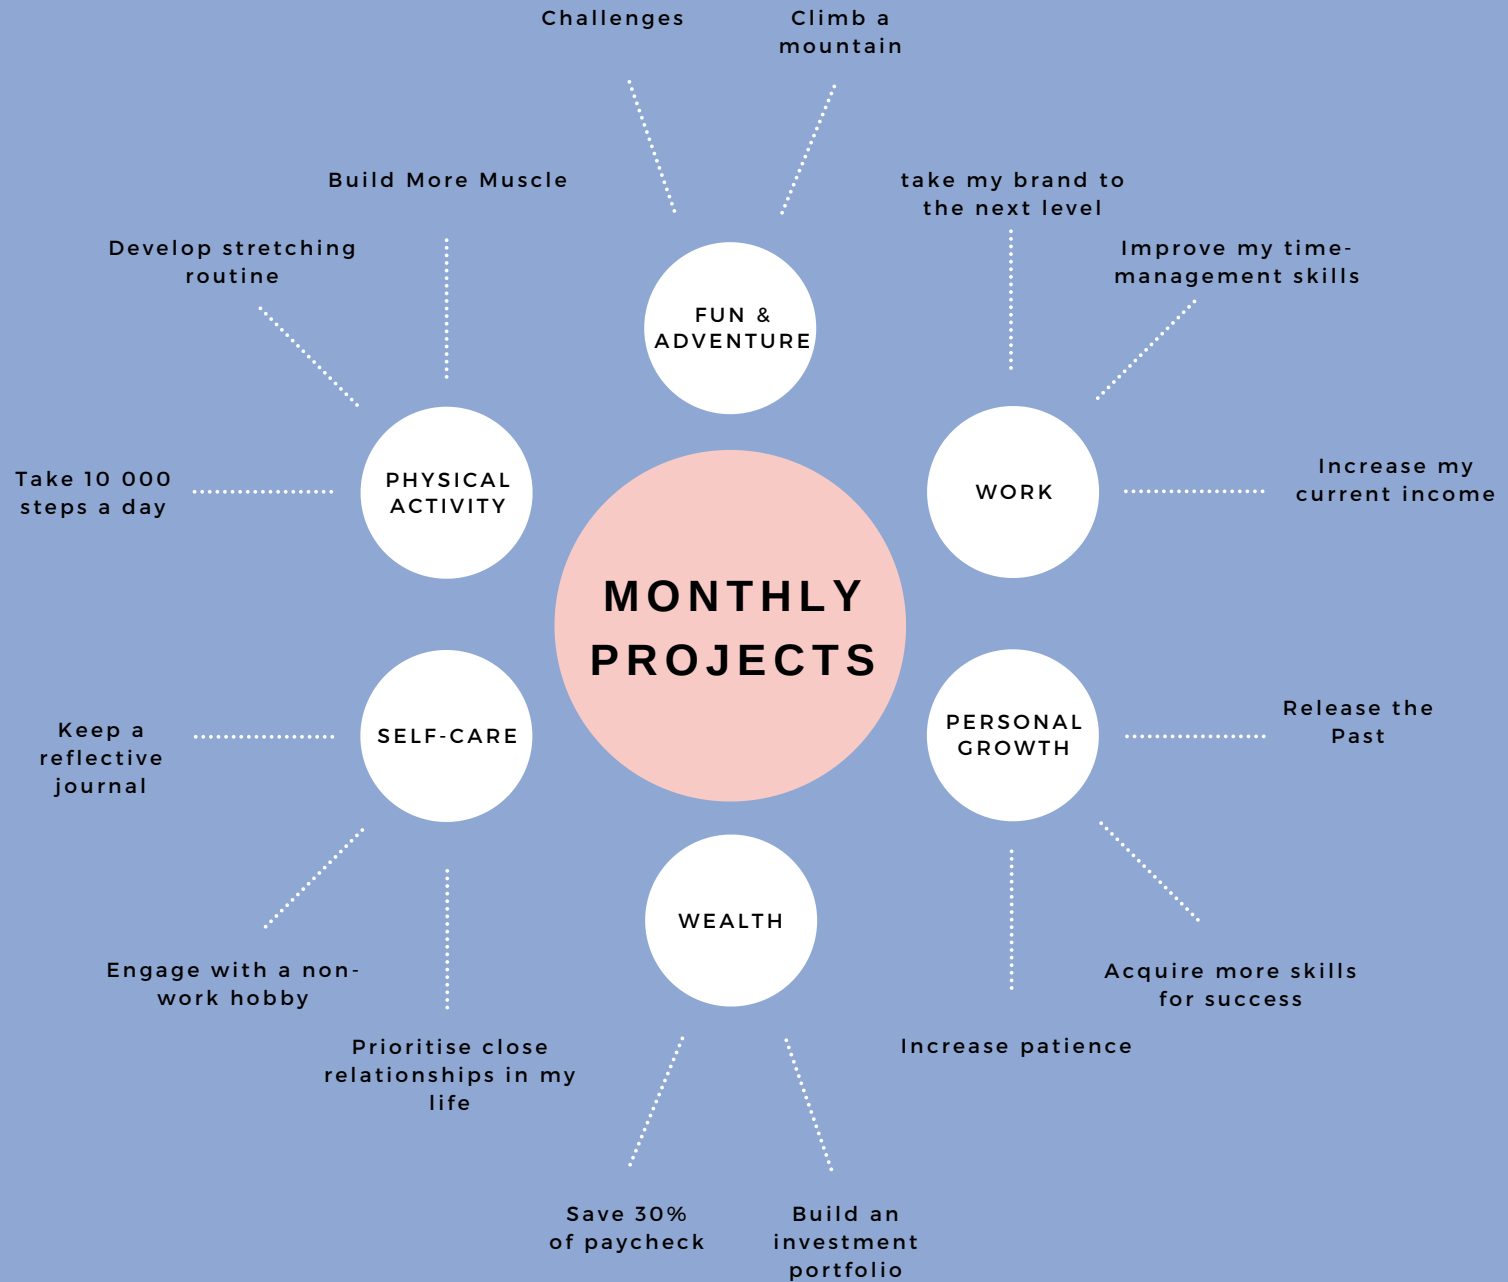 Challenges
Climb a
mountain
Build More Muscle
take my brand to
the next level
Develop stretching
routine
Improve my time-
management skills
FUN &
ADVENTURE
Take 10 000
steps a day
PHYSICAL
ACTIVITY
WORK
Increase my
current income
MONTHLY
PROJECTS
Keep a
reflective
journal
SELF-CARE
PERSONAL
GROWTH
Release the
Past
WEALTH
Engage with a non-
work hobby
Acquire more skills
for success
Prioritise close
relationships in my
life
Increase patience
Save 30%
of paycheck
Build an
investment
portfolio